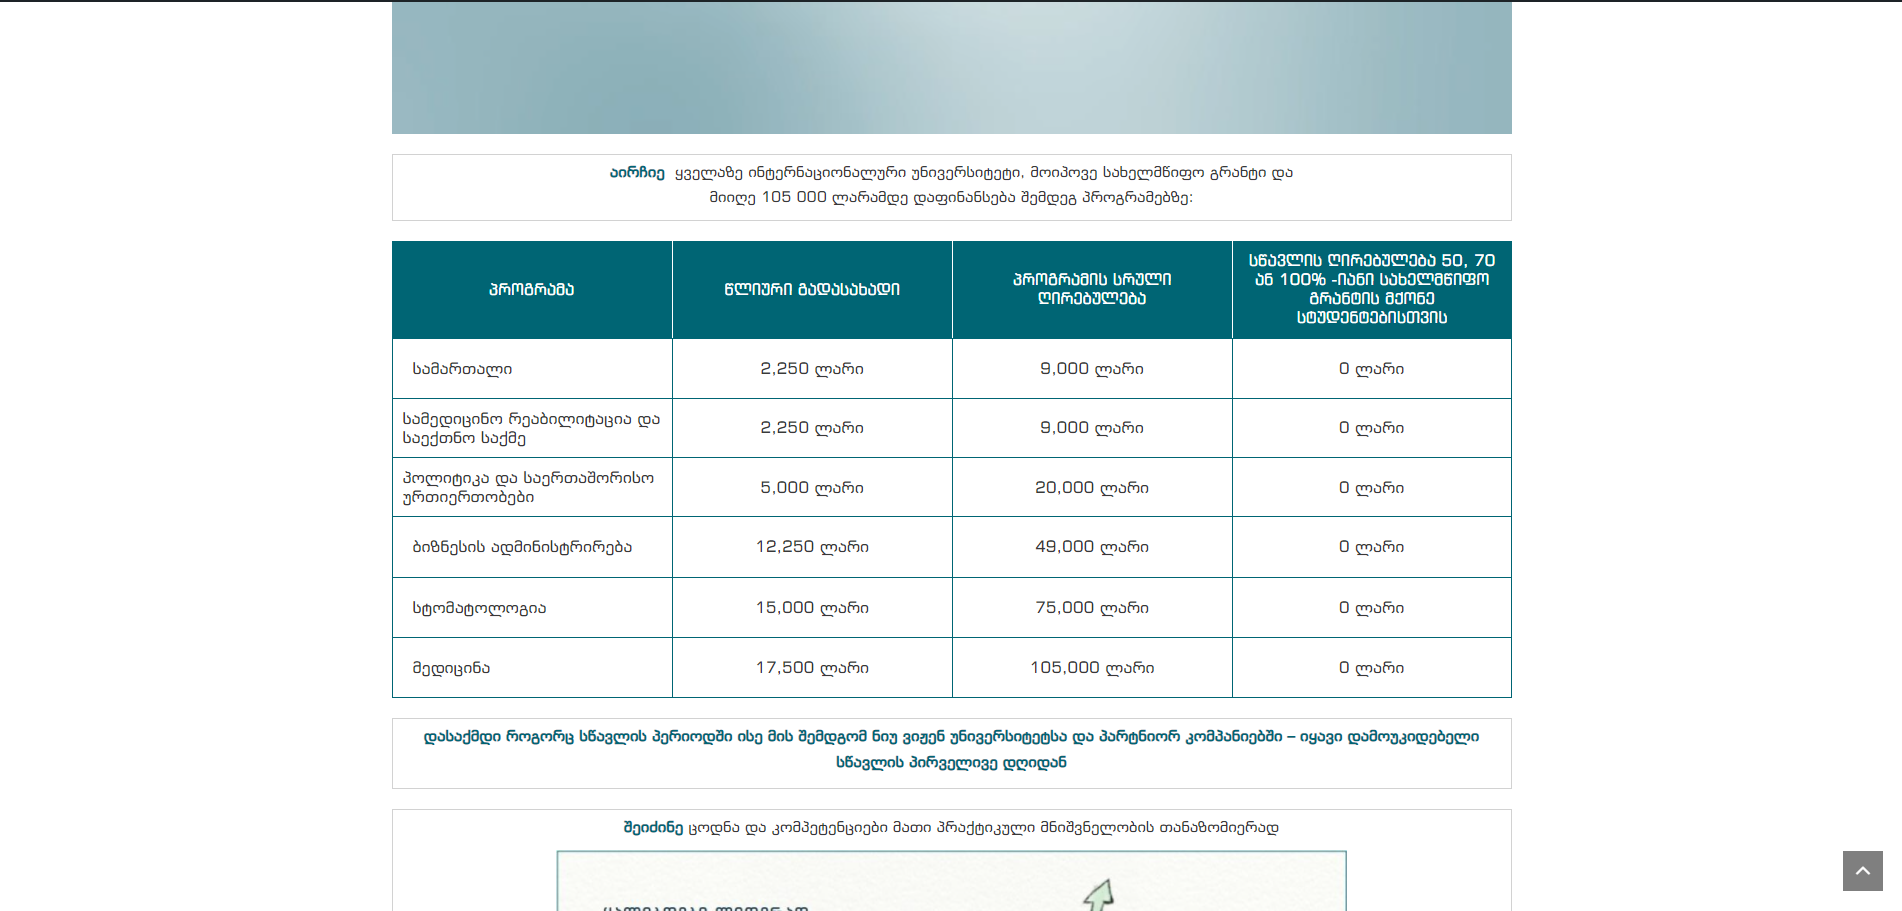 აირჩიე ყველაზე ინტერნაციონალური უნივერსიტეტი, მოიპოვე სახელმწიფო გრანტი და
მიიღე 105 000 ლარამდე დაფინანსება შემდეგ პროგრამებზე:
პროგრამა
წლიური გადასახადი
პროგრამის სრული
ღირებულება
სწავლის ღირებულება 50, 70
ან 100% -იანი სახელმწიფო
გრანტის მქონე
სტუდენტებისთვის
სამართალი
2,250 ლარი
9,000 ლარი
0 ლარი
სამედიცინო რეაბილიტაცია და
საექთნო საქმე
2,250 ლარი
9,000 ლარი
0 ლარი
პოლიტიკა და საერთაშორისო
ურთიერთობები
5,000 ლარი
20,000 ლარი
0 ლარი
ბიზნესის ადმინისტრირება
12,250 ლარი
49,000 ლარი
0 ლარი
სტომატოლოგია
15,000 ლარი
75,000 ლარი
0 ლარი
მედიცინა
17,500 ლარი
105,000 ლარი
0 ლარი
დასაქმდი როგორც სწავლის პერიოდში ისე მის შემდგომ ნიუ ვიჟენ უნივერსიტეტსა და პარტნიორ კომპანიებში – იყავი დამოუკიდებელი
სწავლის პირველივე დღიდან
შეიძინე ცოდნა და კომპეტენციები მათი პრაქტიკული მნიშვნელობის თანაზომიერად